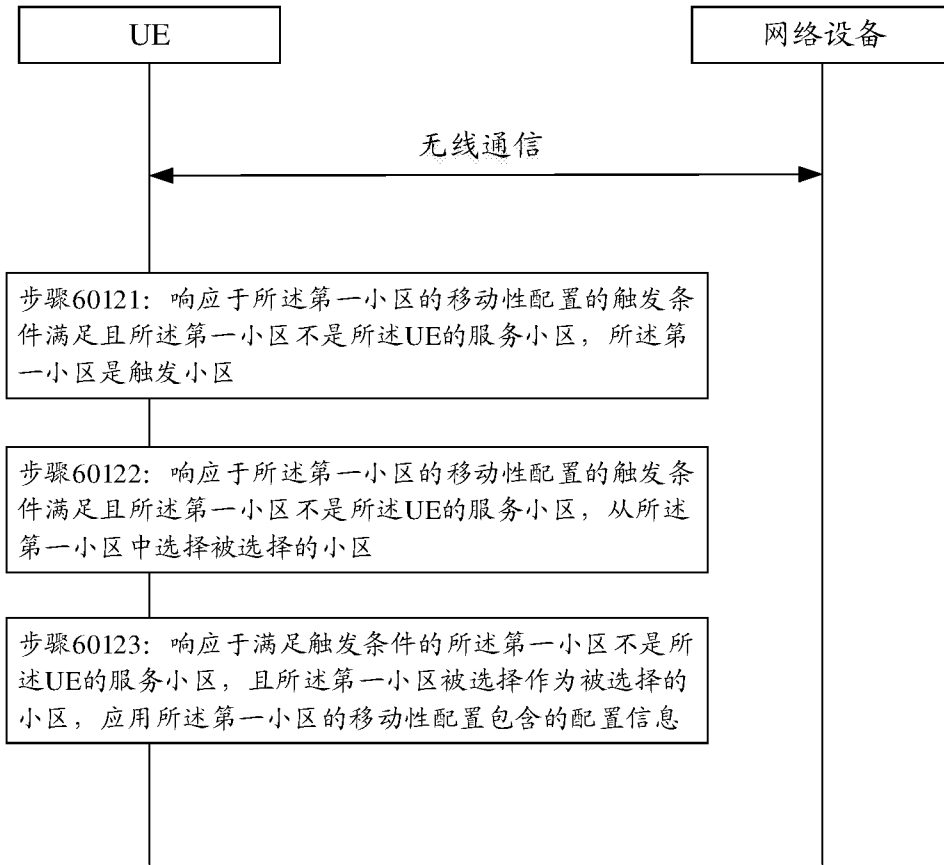 UE
网络设备
无线通信
步骤60121：响应于所述第一小区的移动性配置的触发条
件满足且所述第一小区不是所述UE的服务小区，所述第
一小区是触发小区
步骤60122：响应于所述第一小区的移动性配置的触发条
件满足且所述第一小区不是所述UE的服务小区，从所述
第一小区中选择被选择的小区
步骤60123：响应于满足触发条件的所述第一小区不是所
述UE的服务小区，且所述第一小区被选择作为被选择的
小区，应用所述第一小区的移动性配置包含的配置信息